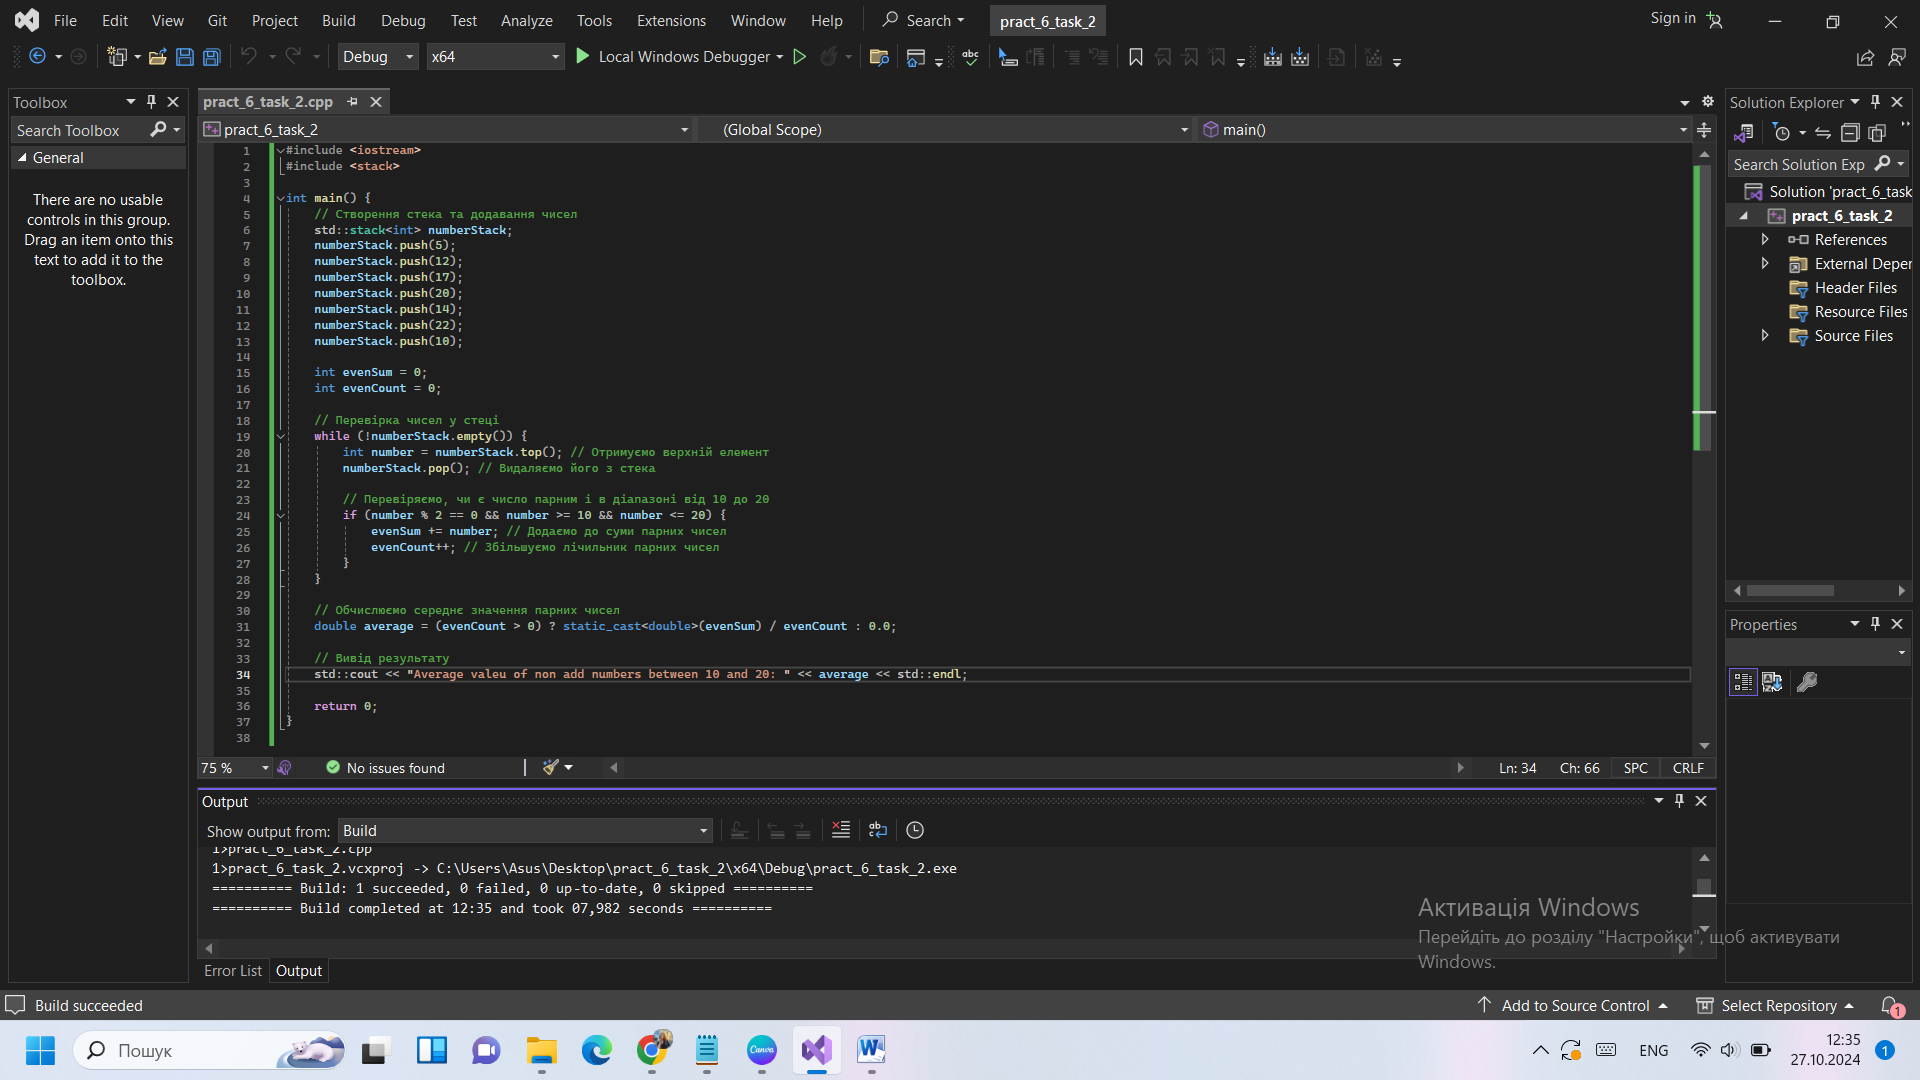 File Edit View Git Project Build Debug Test Analyze Tools Extensions Window Help Search pract_6_task_2 Sign in
Debug x64 Local Windows Debugger
Toolbox
Search Toolbox
General
There are no usable
controls in this group.
Drag an item onto this
text to add it to the
toolbox.
pract_6_task_2.cpp
pract_6_task_2 (Global Scope) main()
1 #include <iostream>
2 #include <stack>
3
4 int main() {
5 // Створення стека та додавання чисел
6 std::stack<int> numberStack;
7 numberStack.push(5);
8 numberStack.push(12);
9 numberStack.push(17);
10 numberStack.push(20);
11 numberStack.push(14);
12 numberStack.push(22);
13 numberStack.push(10);
14
15 int evenSum = 0;
16 int evenCount = 0;
17
18 // Перевірка чисел у стеці
19 while (!numberStack.empty()) {
20 int number = numberStack.top(); // Отримуємо верхній елемент
21 numberStack.pop(); // Видаляємо його з стека
22
23 // Перевіряємо, чи є число парним і в діапазоні від 10 до 20
24 if (number % 2 == 0 && number >= 10 && number <= 20) {
25 evenSum += number; // Додаємо до суми парних чисел
26 evenCount++; // Збільшуємо лічильник парних чисел
27 }
28 }
29
30 // Обчислюємо середнє значення парних чисел
31 double average = (evenCount > 0) ? static_cast<double>(evenSum) / evenCount : 0.0;
32
33 // Вивід результату
34 std::cout << "Average valeu of non add numbers between 10 and 20: " << average << std::endl;
35
36 return 0;
37 }
38
75 % No issues found Ln: 34 Ch: 66 SPC CRLF
Output
Show output from: Build
1>pract_6_task_2.cpp
1>pract_6_task_2.vcxproj -> C:\Users\Asus\Desktop\pract_6_task_2\x64\Debug\pract_6_task_2.exe
========== Build: 1 succeeded, 0 failed, 0 up-to-date, 0 skipped ==========
========== Build completed at 12:35 and took 07,982 seconds ==========
Error List Output
Solution Explorer
Search Solution Exp
Solution 'pract_6_task
pract_6_task_2
References
External Deper
Header Files
Resource Files
Source Files
Properties
Активація Windows
Перейдіть до розділу "Настройки", щоб активувати
Windows.
Build succeeded Add to Source Control Select Repository 1
Пошук Canva W ENG 12:35
27.10.2024 1